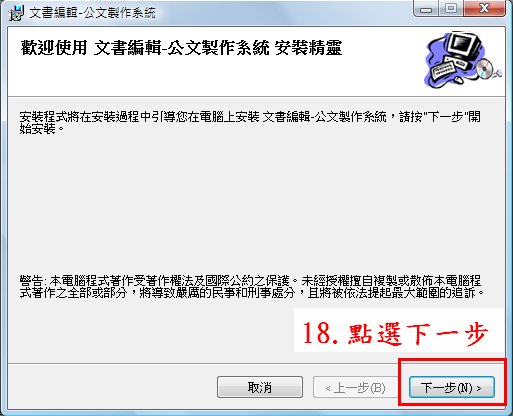 文書編輯-公文製作系統
歡迎使用 文書編輯-公文製作系統 安裝精靈
安裝程式將在安裝過程中引導您在電腦上安裝 文書編輯-公文製作系統，請按"下一步"開
始安裝。
警告: 本電腦程式著作受著作權法及國際公約之保護。未經授權擅自複製或散佈本電腦程
式著作之全部或部分，將導致嚴厲的民事和刑事處分，且將被依法提起最大範圍的追訴。
18.點選下一步
取消
<上一步(B)
下一步(N) >